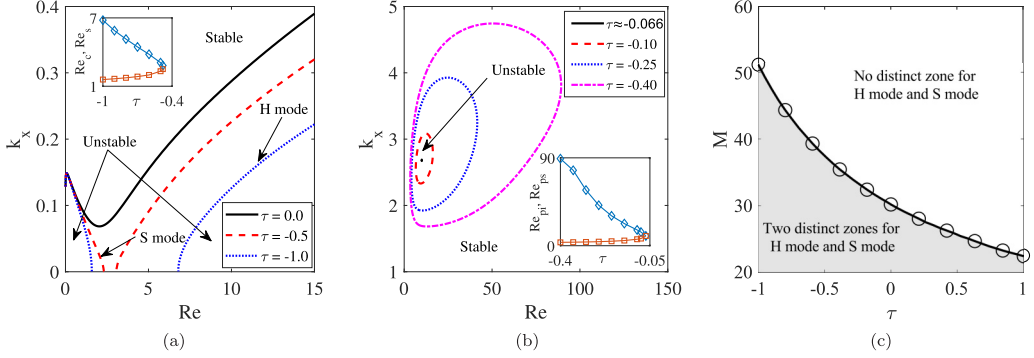 0.4
0.3
0.2
0.1
0
k_x
0
5
10
15
Re
Re_c, Re_s
7
1
-1
τ
-0.4
Stable
H mode
Unstable
S mode
τ = 0.0
τ = -0.5
τ = -1.0
(a)
5
4
3
2
1
k_x
0
50
100
150
Re
Unstable
τ≈-0.066
τ = -0.10
τ = -0.25
τ = -0.40
Re_pi, Re_ps
90
0
-0.4
τ
-0.05
Stable
(b)
60
50
40
30
20
M
-1
-0.5
0
0.5
1
τ
No distinct zone for
H mode and S mode
Two distinct zones for
H mode and S mode
(c)